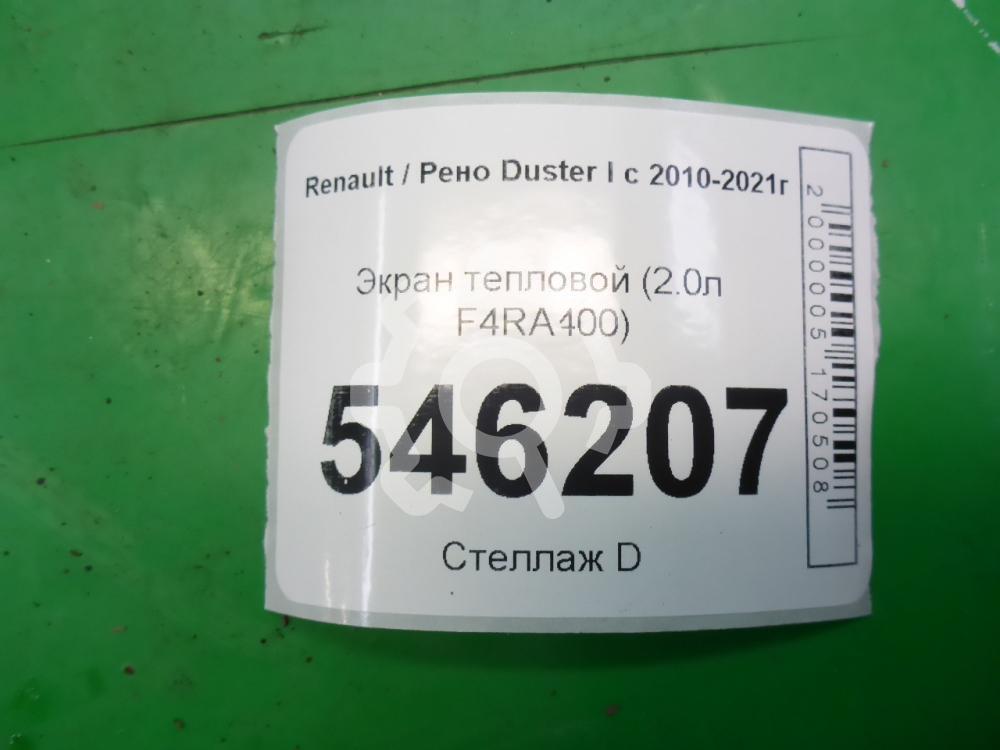 Renault / Рено Duster I с 2010-2021г
Экран тепловой (2.0л
F4RA400)
546207
Стеллаж D
2000005170508